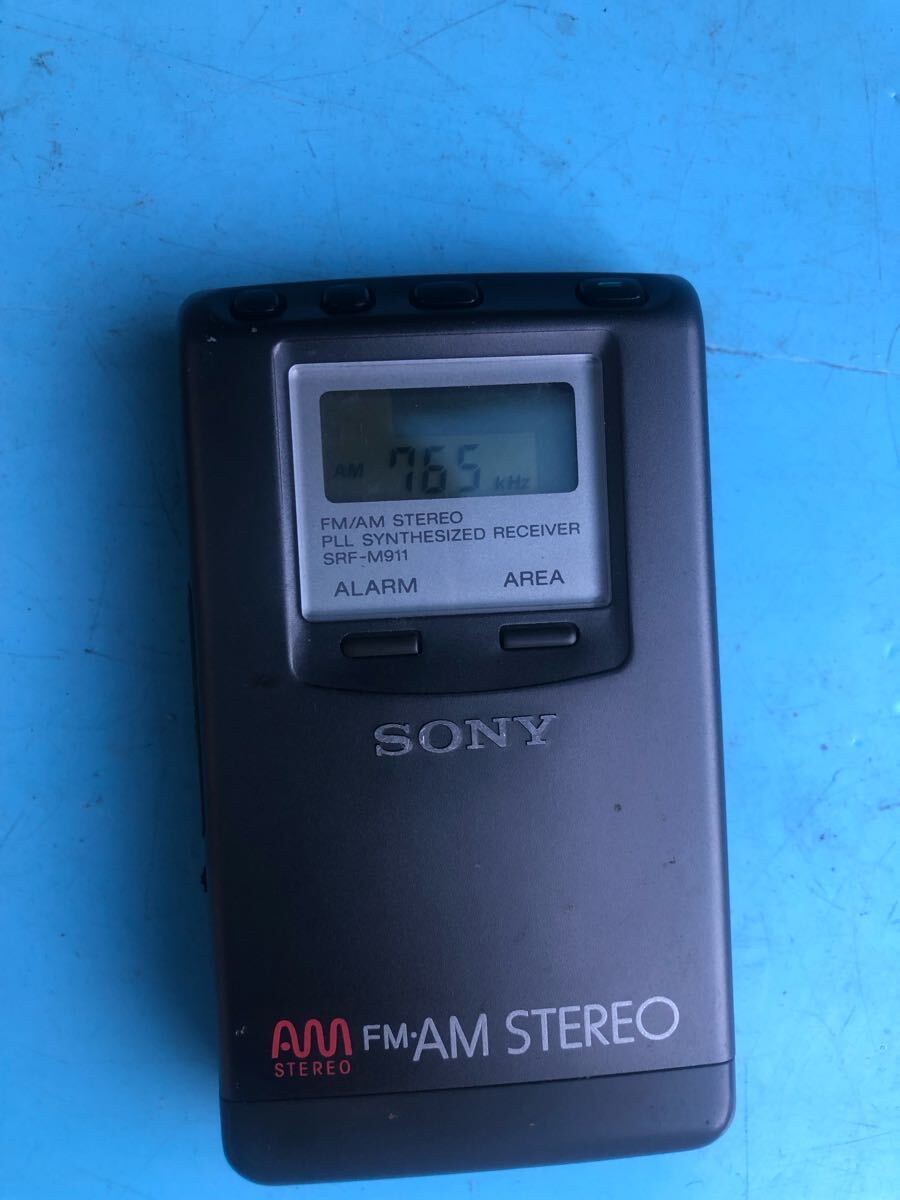 AM 765 kHz
FM/AM STEREO
PLL SYNTHESIZED RECEIVER
SRF-M911
ALARM AREA
SONY
AM STEREO FM·AM STEREO